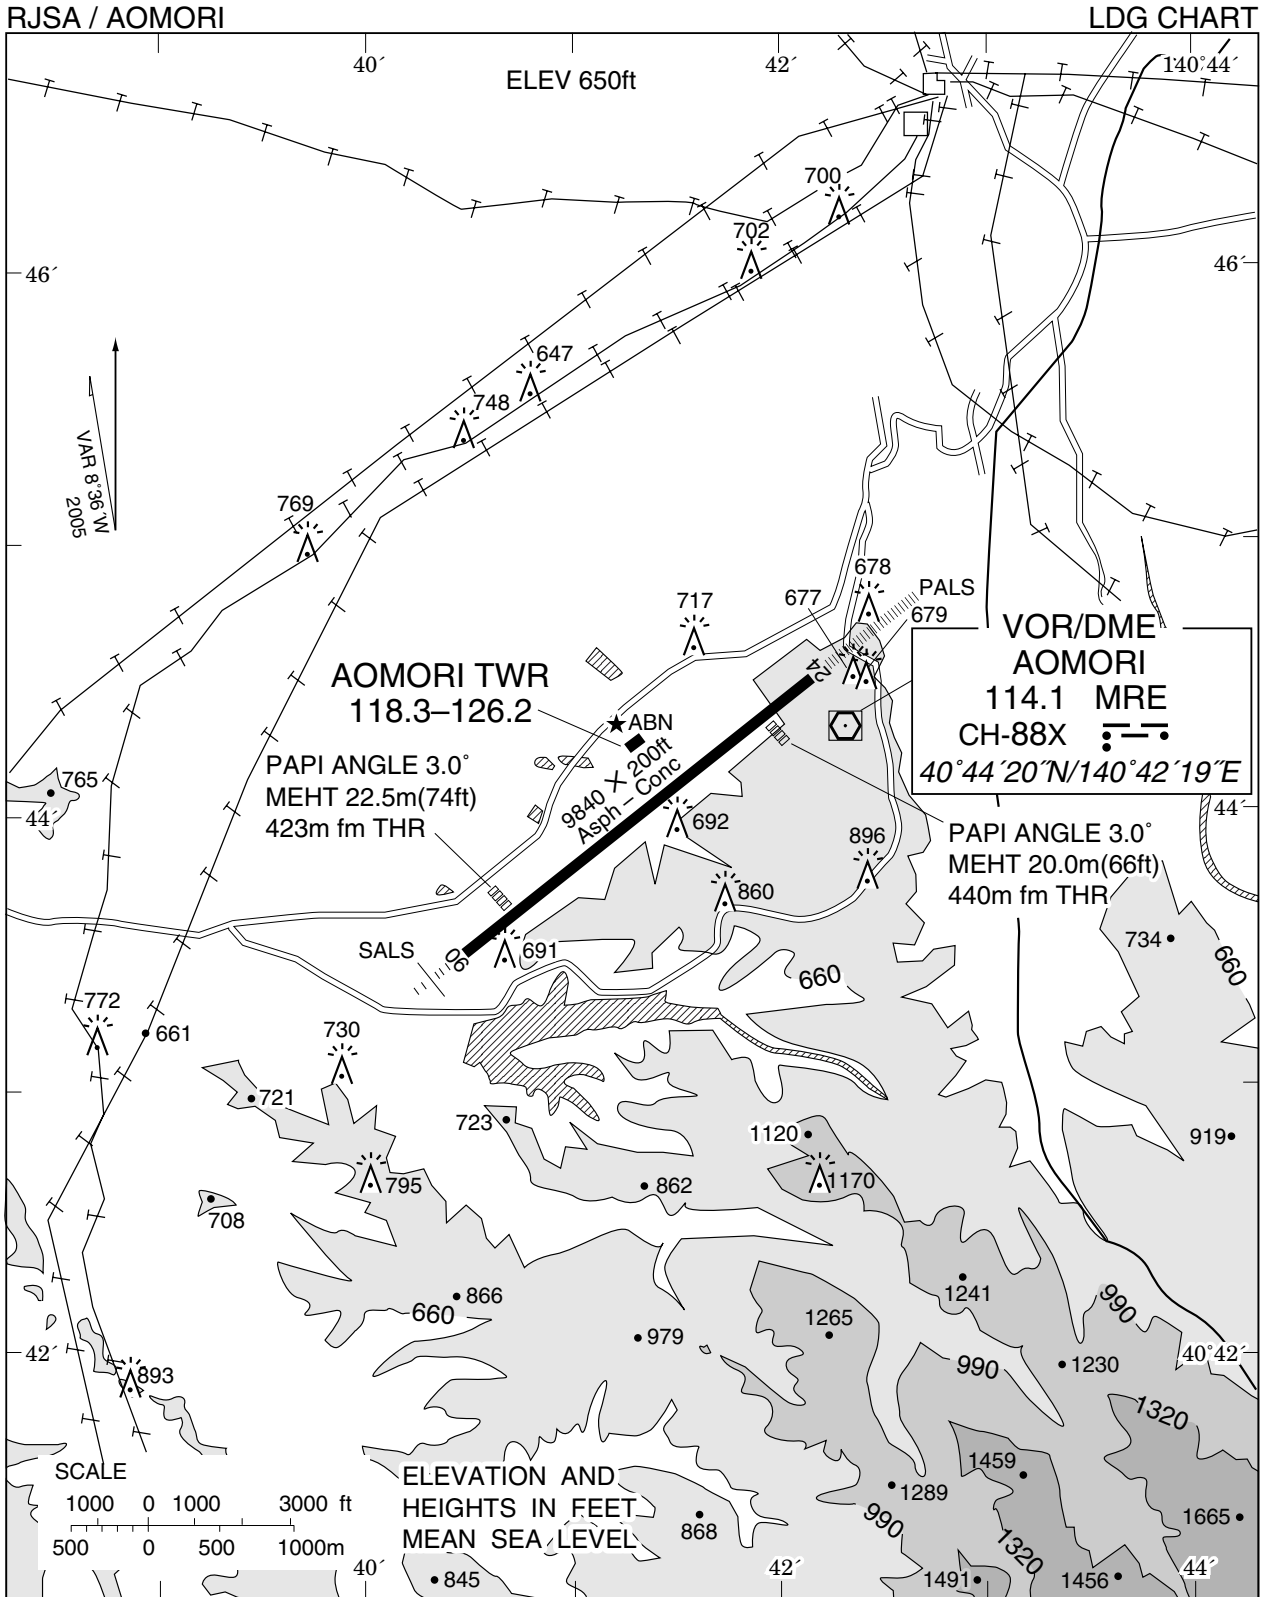 RJSA / AOMORI
LDG CHART
40´
ELEV 650ft
42´
140°44´
700
702
46´
46´
647
748
VAR 8°36´W
2005
769
678
PALS
717
677
679
VOR/DME
AOMORI
114.1 MRE
CH-88X
40°44´20˝N/140°42´19˝E
AOMORI TWR
118.3–126.2
24
ABN
PAPI ANGLE 3.0°
MEHT 22.5m(74ft)
423m fm THR
9840 × 200ft
Asph – Conc
765
44´
44´
692
896
PAPI ANGLE 3.0°
MEHT 20.0m(66ft)
440m fm THR
860
SALS
06
691
734
660
660
772
661
730
721
723
1120
919
795
1170
862
708
1241
990
866
660
1265
979
42´
990
1230
40°42´
893
1320
SCALE
1000 0 1000 3000 ft
500 0 500 1000m
ELEVATION AND
HEIGHTS IN FEET
MEAN SEA LEVEL
1459
1289
990
868
1665
1320
40´
845
42´
1491
1456
44´